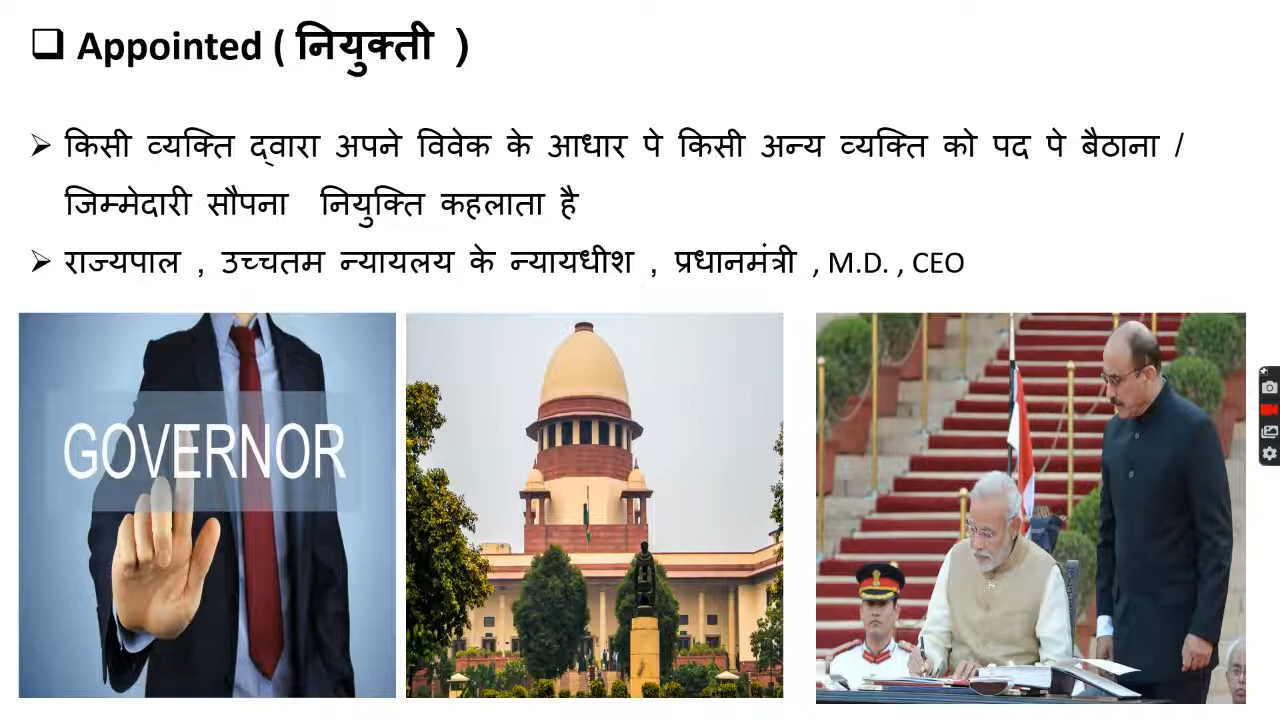 ❑ Appointed ( नियुक्ती )
➢ किसी व्यक्ति द्वारा अपने विवेक के आधार पे किसी अन्य व्यक्ति को पद पे बैठाना /
जिम्मेदारी सौपना नियुक्ति कहलाता है
➢ राज्यपाल , उच्चतम न्यायलय के न्यायधीश , प्रधानमंत्री , M.D. , CEO
GOVERNOR